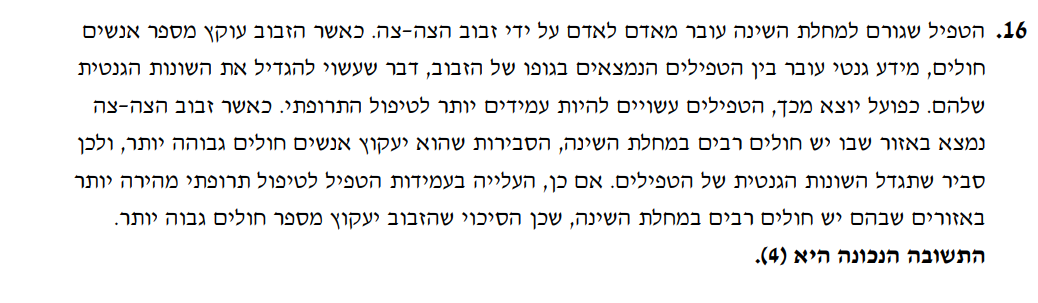 16. הטפיל שגורם למחלת השינה עובר מאדם לאדם על ידי זבוב הצה-צה. כאשר הזבוב עוקץ מספר אנשים
חולים, מידע גנטי עובר בין הטפילים הנמצאים בגופו של הזבוב, דבר שעשוי להגדיל את השונות הגנטית
שלהם. כפועל יוצא מכך, הטפילים עשויים להיות עמידים יותר לטיפול התרופתי. כאשר זבוב הצה-צה
נמצא באזור שבו יש חולים רבים במחלת השינה, הסבירות שהוא יעקוץ אנשים חולים גבוהה יותר, ולכן
סביר שתגדל השונות הגנטית של הטפילים. אם כן, העלייה בעמידות הטפיל לטיפול תרופתי מהירה יותר
באזורים שבהם יש חולים רבים במחלת השינה, שכן הסיכוי שהזבוב יעקוץ מספר חולים גבוה יותר.
התשובה הנכונה היא (4).